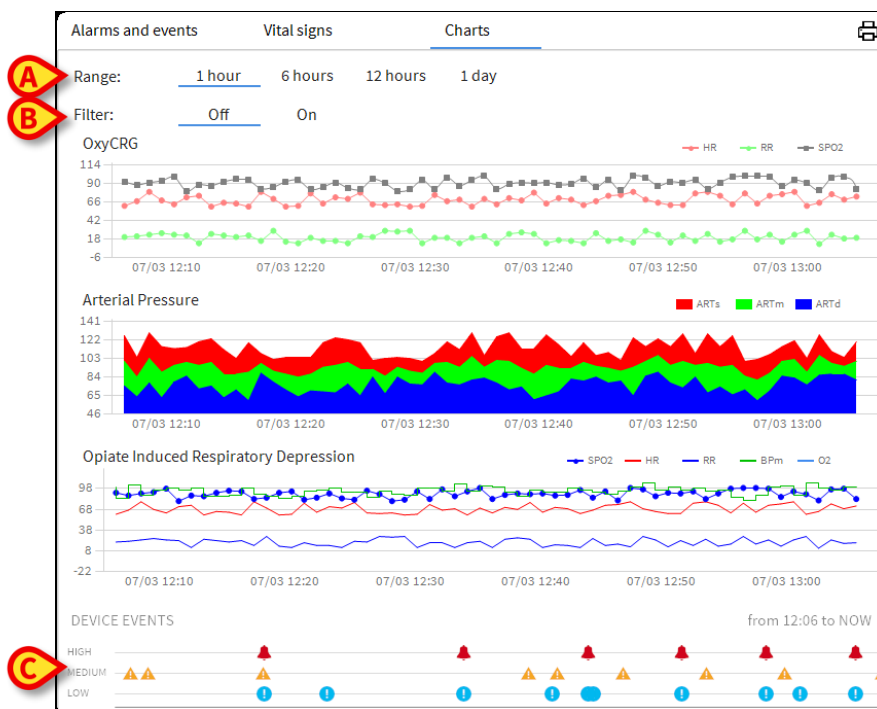 Alarms and events Vital signs Charts
A Range: 1 hour 6 hours 12 hours 1 day
B Filter: Off On
OxyCRG HR RR SPO2
114
90
66
42
18
-6
07/03 12:10 07/03 12:20 07/03 12:30 07/03 12:40 07/03 12:50 07/03 13:00
Arterial Pressure ARTs ARTm ARTd
141
122
103
84
65
46
07/03 12:10 07/03 12:20 07/03 12:30 07/03 12:40 07/03 12:50 07/03 13:00
Opiate Induced Respiratory Depression SPO2 HR RR BPm O2
98
68
38
8
-22
07/03 12:10 07/03 12:20 07/03 12:30 07/03 12:40 07/03 12:50 07/03 13:00
DEVICE EVENTS from 12:06 to NOW
HIGH
C MEDIUM
LOW